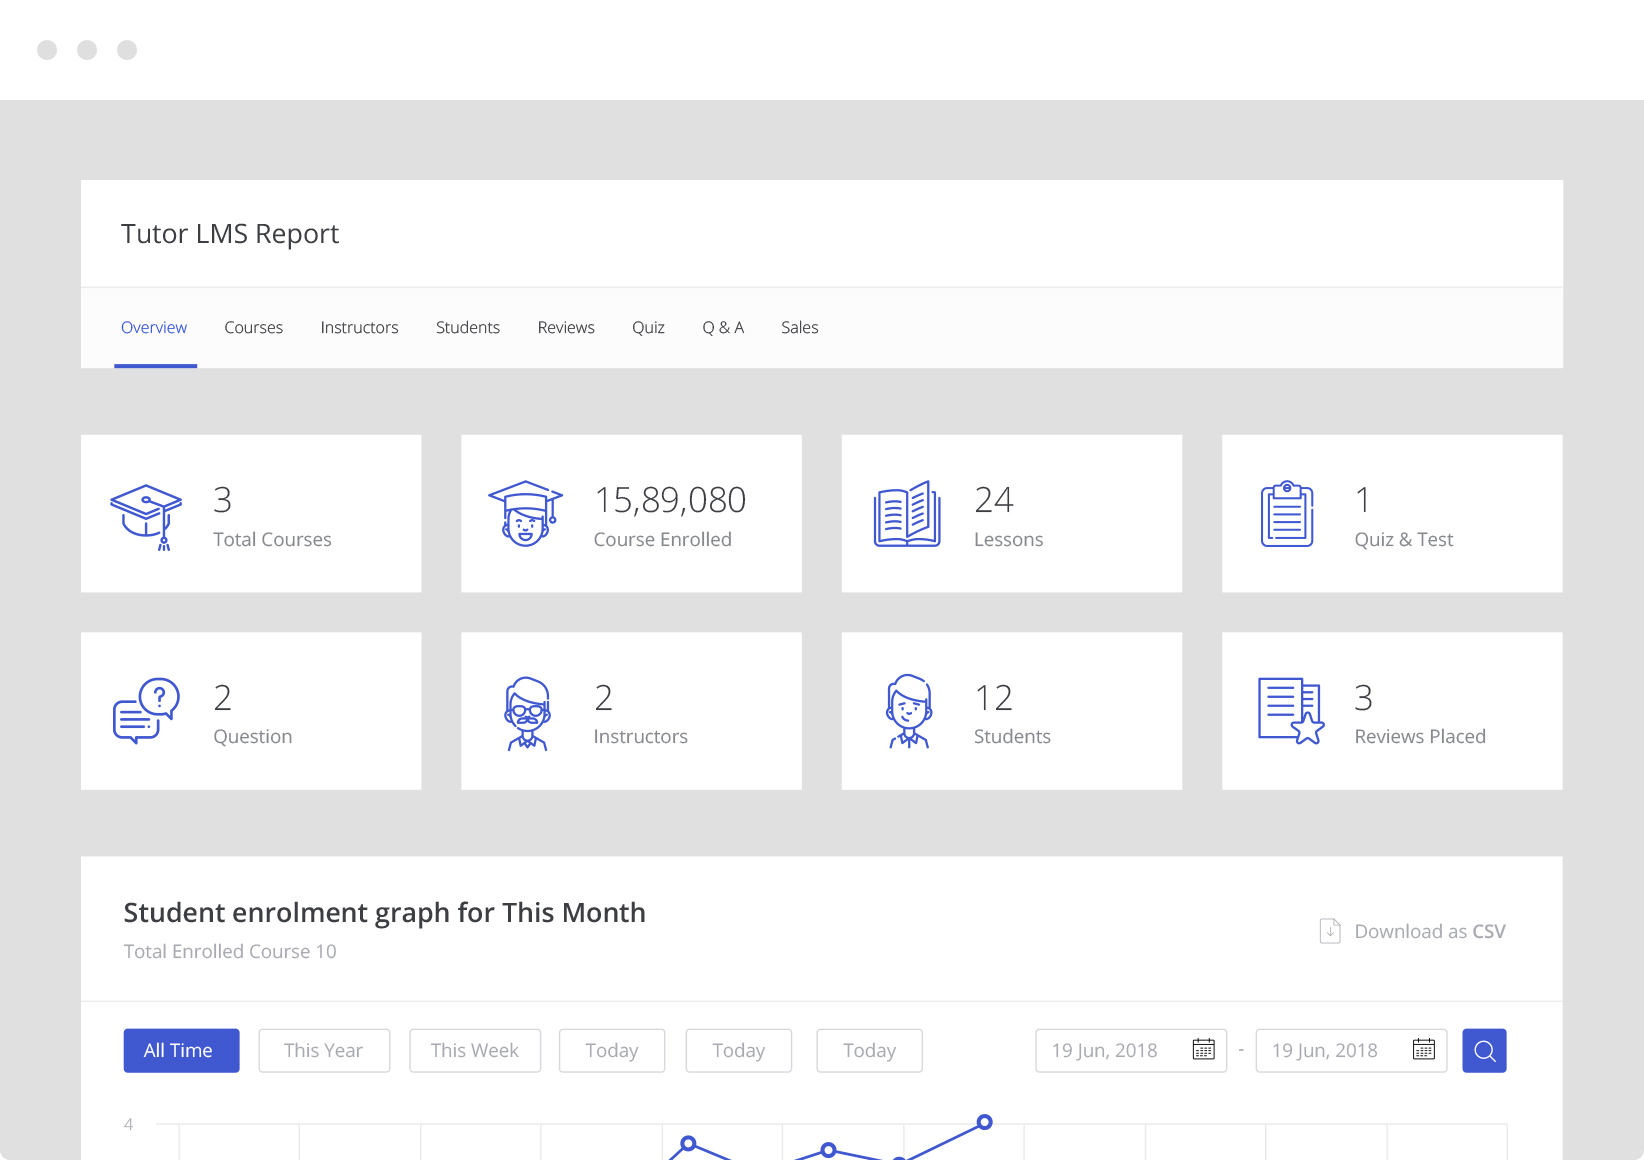 Tutor LMS Report
Overview Courses Instructors Students Reviews Quiz Q & A Sales
3
Total Courses
15,89,080
Course Enrolled
24
Lessons
1
Quiz & Test
2
Question
2
Instructors
12
Students
3
Reviews Placed
Student enrolment graph for This Month
Total Enrolled Course 10
Download as CSV
All Time This Year This Week Today Today Today 19 Jun, 2018 - 19 Jun, 2018
4